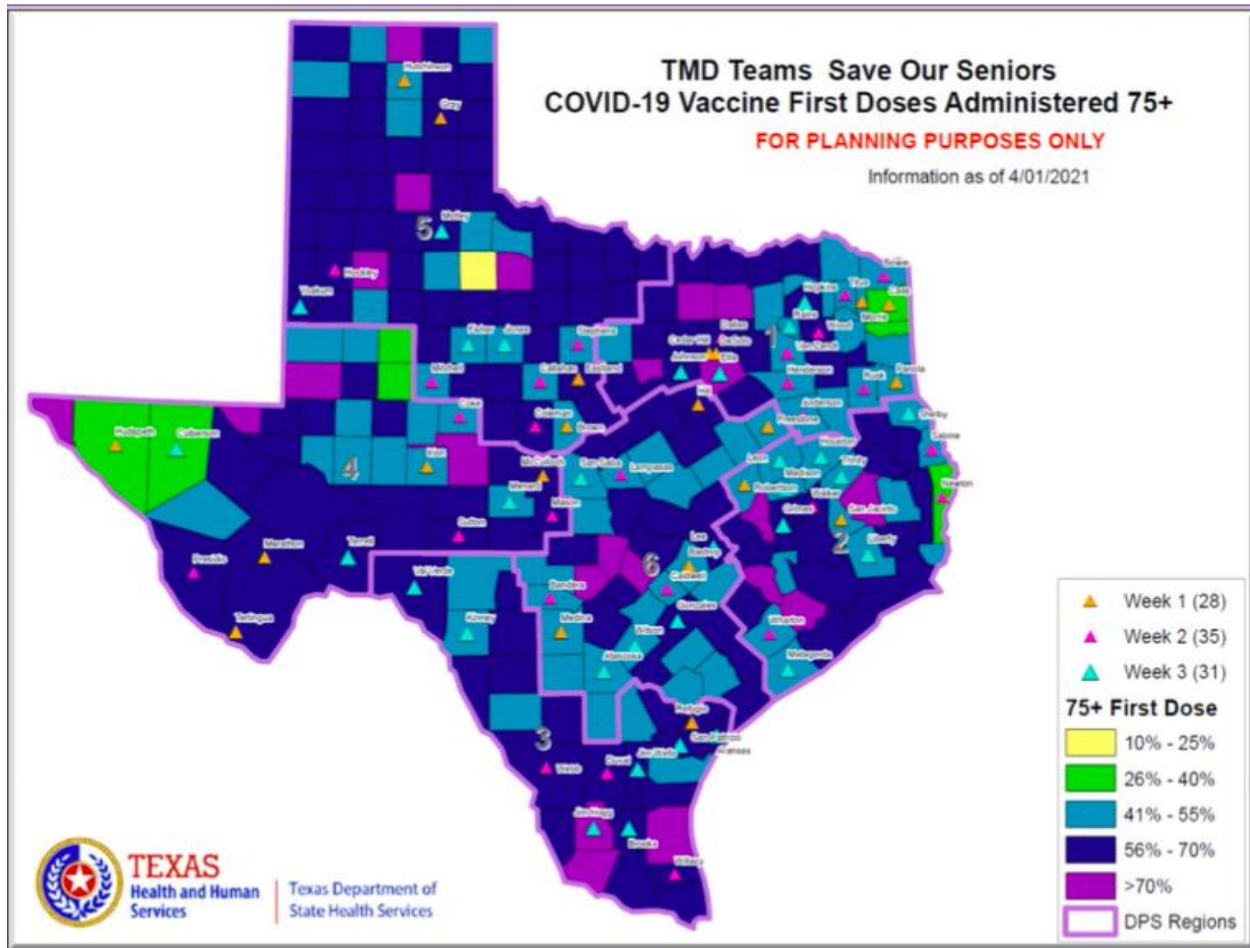 TMD Teams Save Our Seniors
COVID-19 Vaccine First Doses Administered 75+
FOR PLANNING PURPOSES ONLY
Information as of 4/01/2021
Hutchinson
Gray
5
Motley
Hockley
Yoakum
Fisher
Jones
Stephens
Mitchell
Callahan
Eastland
Coke
Coleman
Brown
Bowie
Titus
Cass
Morris
Hopkins
Rains
Wood
1
Van Zandt
Dallas
Cedar Hill
DeSoto
Johnson
Ellis
Henderson
Rusk
Panola
Anderson
Hill
Freestone
Shelby
Sabine
Hudspeth
Culberson
4
Irion
McCulloch
San Saba
Lampasas
Leon
Houston
Madison
Trinity
Robertson
Walker
Newton
Menard
Mason
Grimes
San Jacinto
Sutton
2
Liberty
Presidio
Marathon
Terrell
Lee
Bastrop
6
Caldwell
Val Verde
Bandera
Gonzales
Terlingua
Kinney
Medina
Wilson
Wharton
Atascosa
Matagorda
Refugio
3
San Patricio
Aransas
Webb
Duval
Jim Wells
Jim Hogg
Brooks
Willacy
Week 1 (28)
Week 2 (35)
Week 3 (31)
75+ First Dose
10% - 25%
26% - 40%
41% - 55%
56% - 70%
>70%
DPS Regions
TEXAS
Health and Human
Services
Texas Department of
State Health Services